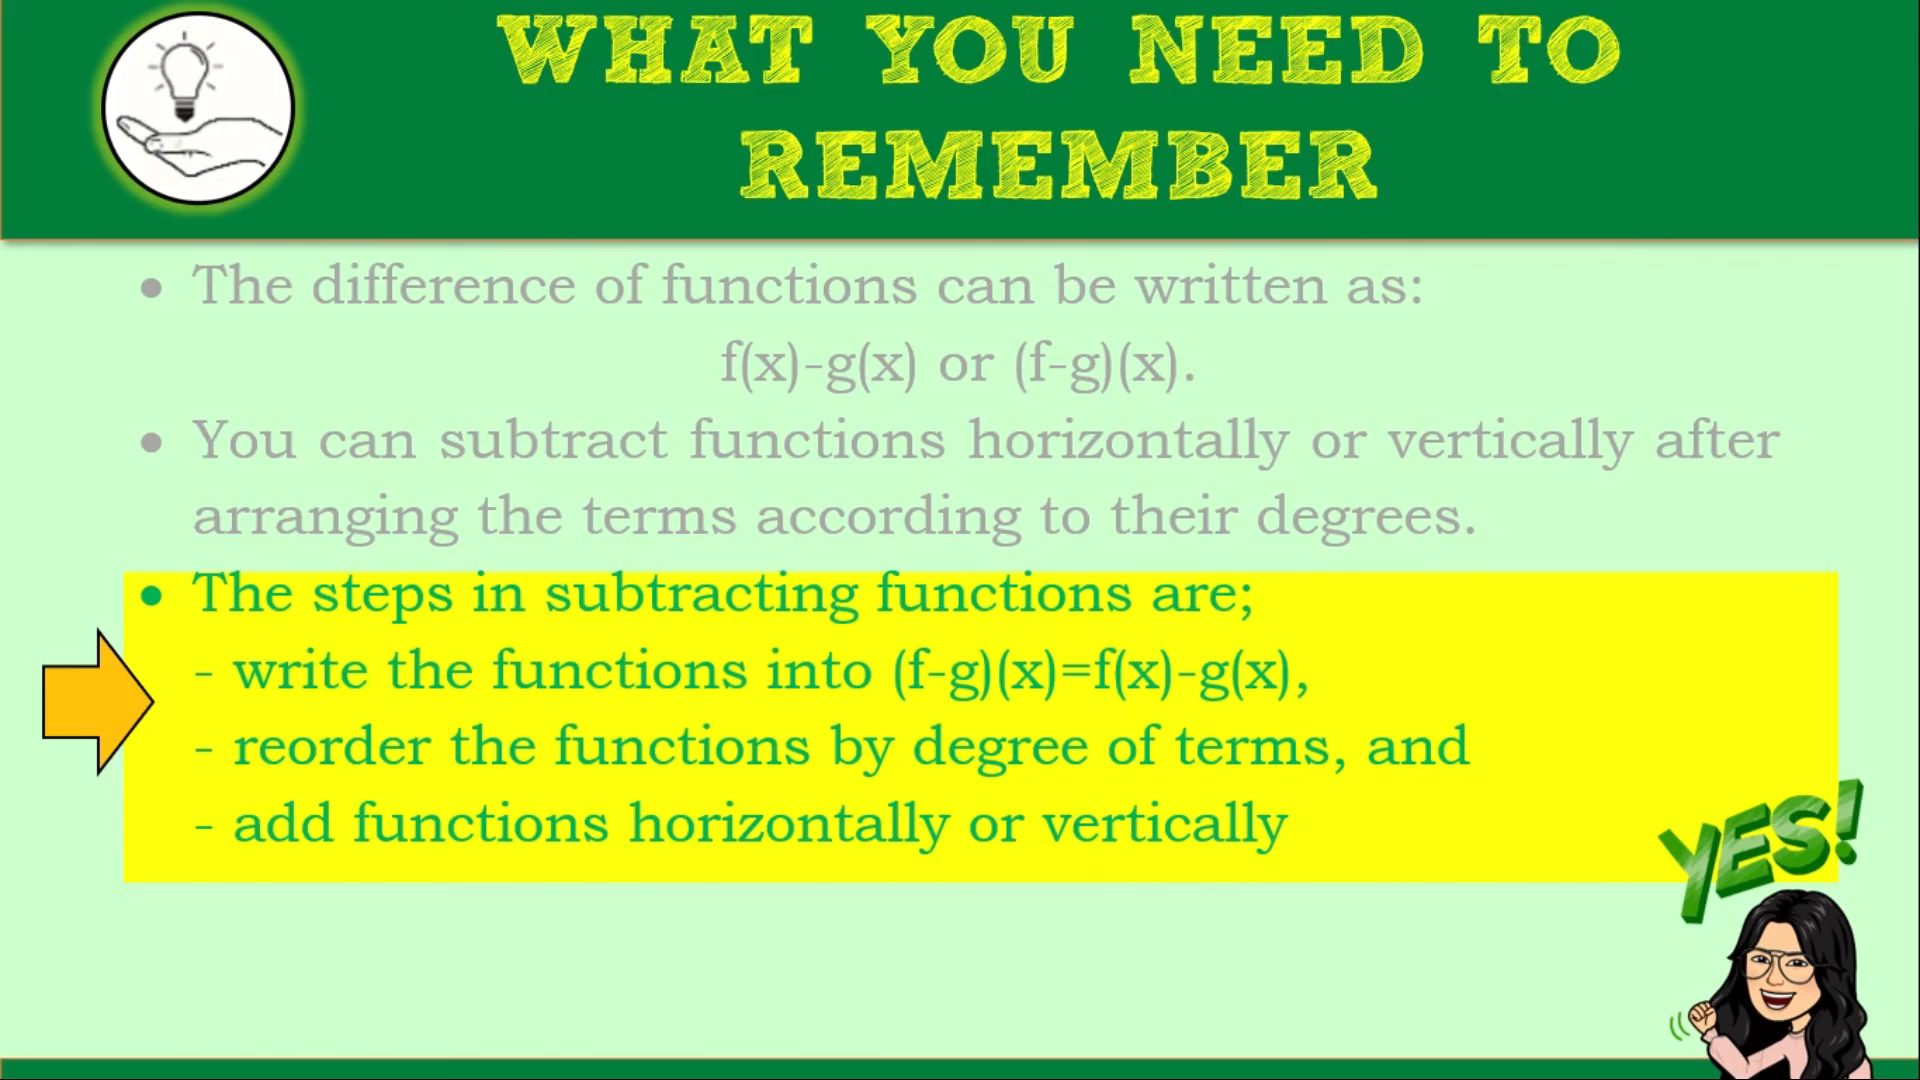 WHAT YOU NEED TO
REMEMBER
• The difference of functions can be written as:
f(x)-g(x) or (f-g)(x).
• You can subtract functions horizontally or vertically after
arranging the terms according to their degrees.
• The steps in subtracting functions are;
- write the functions into (f-g)(x)=f(x)-g(x),
- reorder the functions by degree of terms, and
- add functions horizontally or vertically
YES!